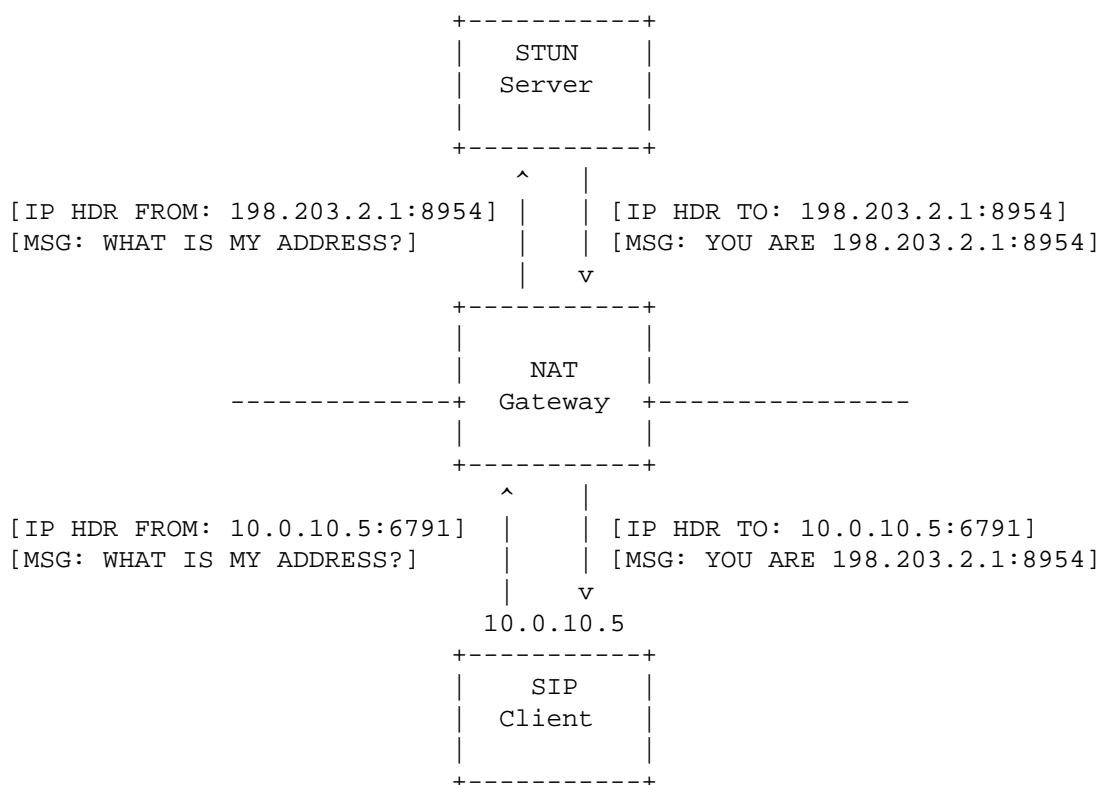 STUN
Server
[IP HDR FROM: 198.203.2.1:8954] [IP HDR TO: 198.203.2.1:8954]
[MSG: WHAT IS MY ADDRESS?] [MSG: YOU ARE 198.203.2.1:8954]
NAT
Gateway
[IP HDR FROM: 10.0.10.5:6791] [IP HDR TO: 10.0.10.5:6791]
[MSG: WHAT IS MY ADDRESS?] [MSG: YOU ARE 198.203.2.1:8954]
10.0.10.5
SIP
Client